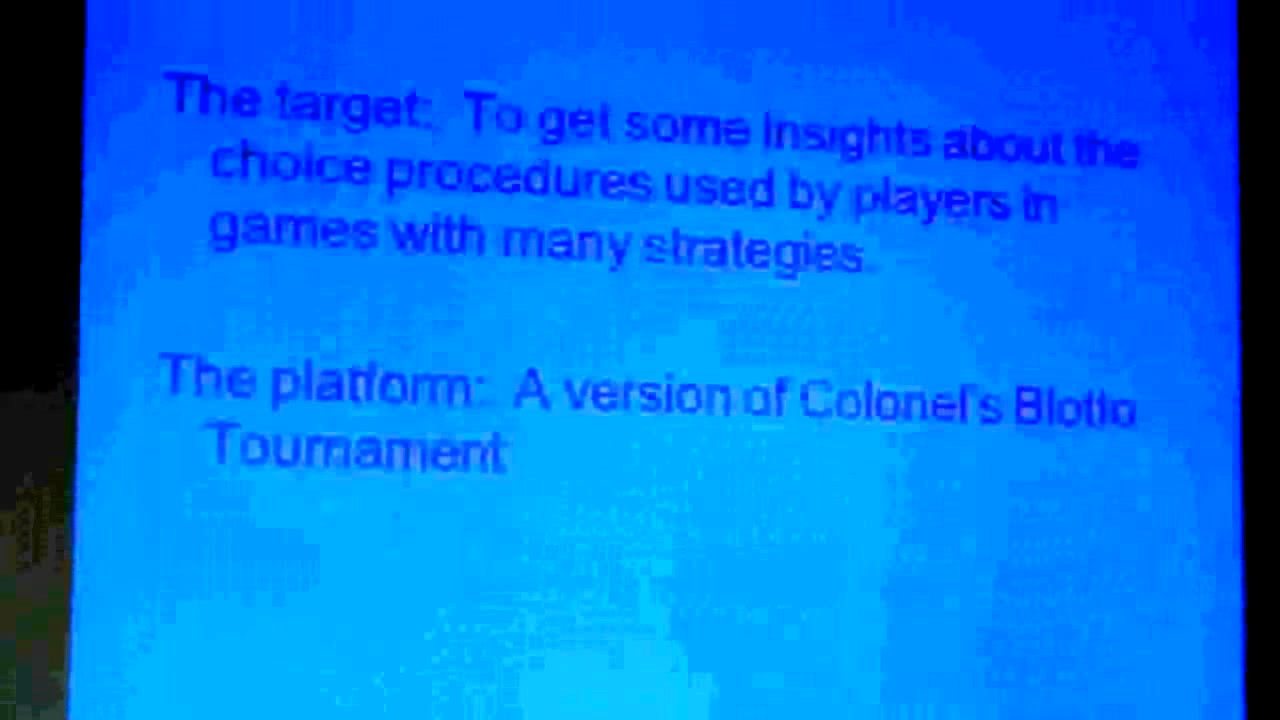 The target: To get some insights about the
choice procedures used by players in
games with many strategies.
The platform: A version of Colonel's Blotto
Tournament